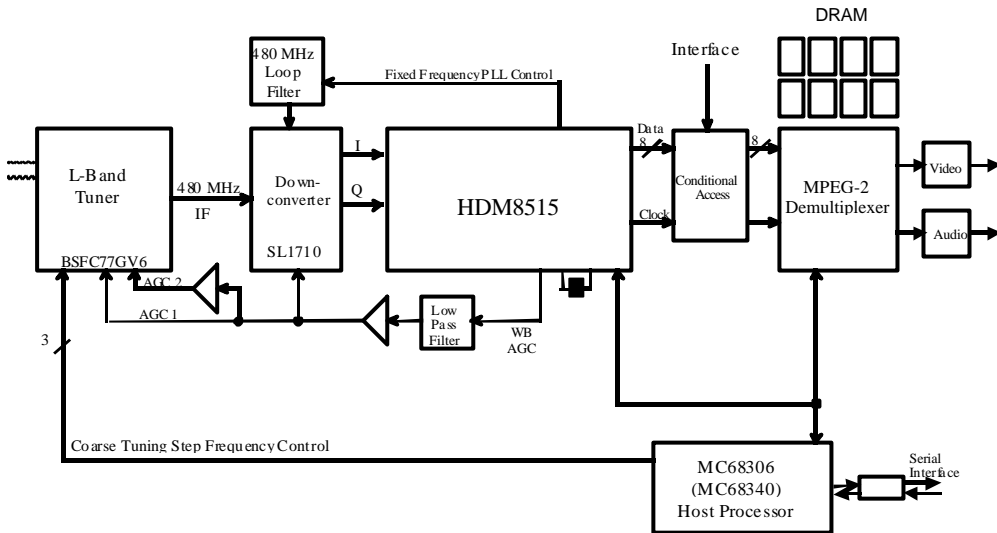 DRAM
480 MHz
Loop
Filter
Fixed Frequency PLL Control
Interface
L-Band
Tuner
BSFC77GV6
480 MHz
IF
Down-
converter
SL1710
I
Q
HDM8515
Data
8
Clock
Conditional
Access
8
MPEG-2
Demultiplexer
Video
Audio
AGC 2
AGC 1
Low
Pass
Filter
WB
AGC
3
Coarse Tuning Step Frequency Control
MC68306
(MC68340)
Host Processor
Serial
Interface